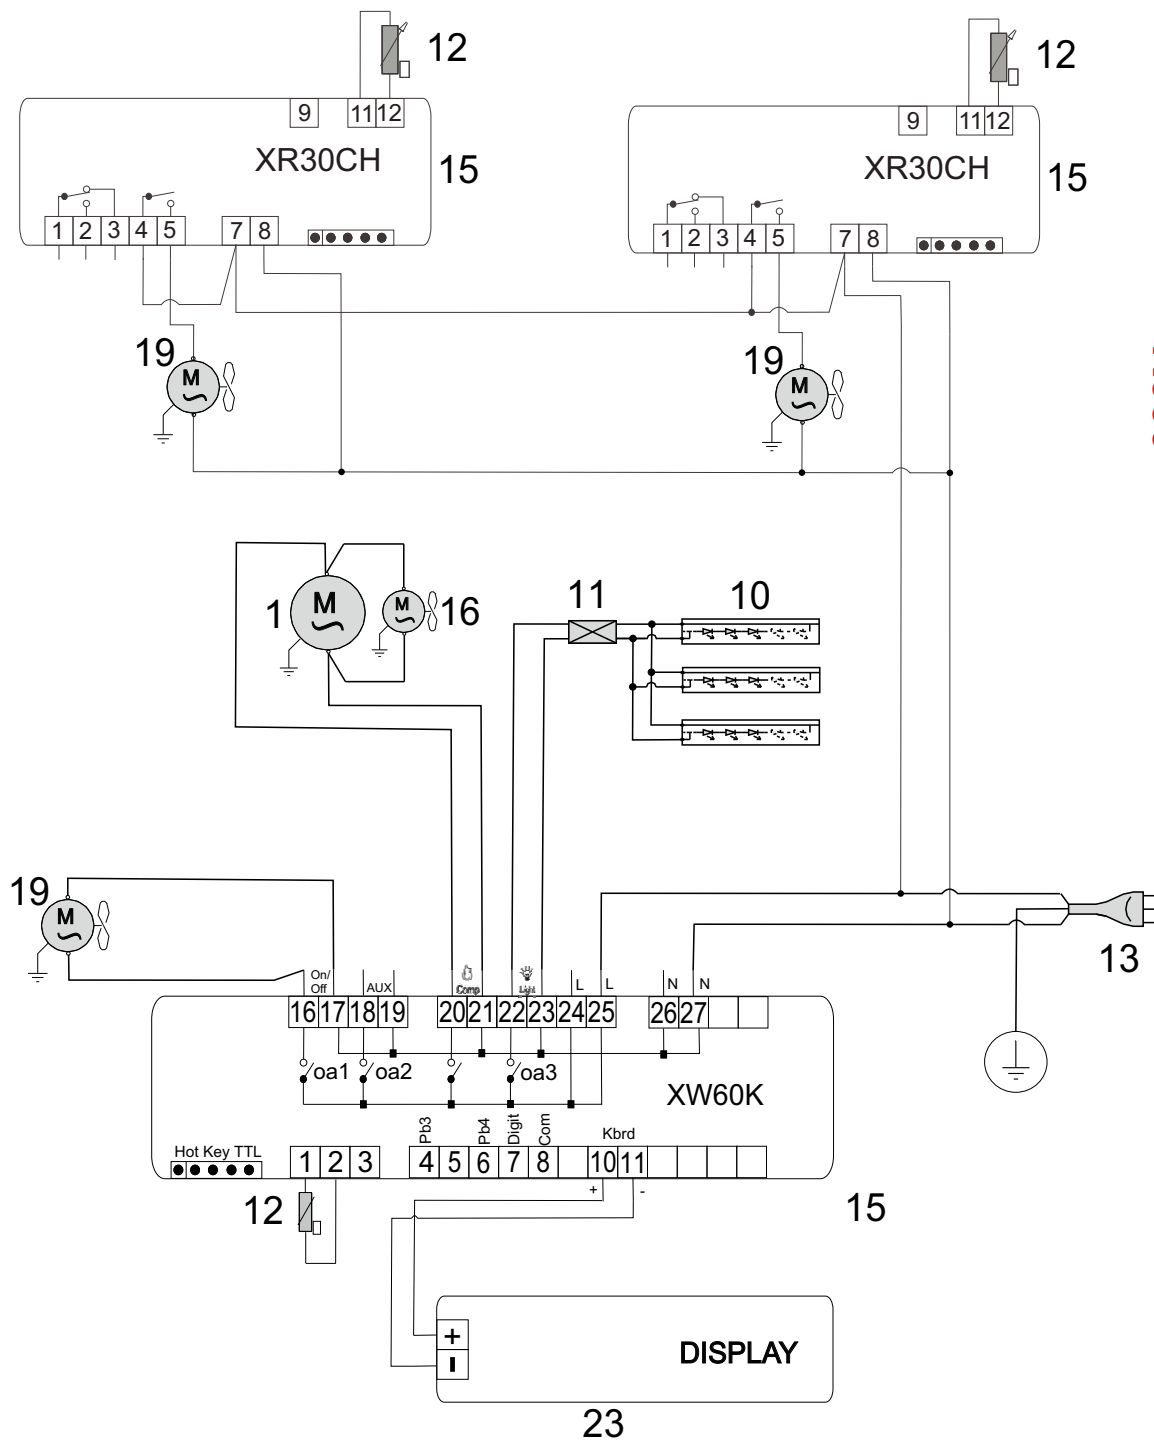 12
12
9
11 12
9
11 12
XR30CH
15
XR30CH
15
1 2 3 4 5
7 8
1 2 3 4 5
7 8
19
M
19
M
1
M
M
16
11
10
19
M
13
On/
Off
AUX
Comp
Light
L
L
N
N
16 17 18 19
20 21 22 23 24 25
26 27
oa1
oa2
oa3
XW60K
Pb3
Pb4
Digit
Com
Kbrd
Hot Key TTL
1 2 3
4 5 6 7 8
10 11
+
-
12
15
+
-
DISPLAY
23